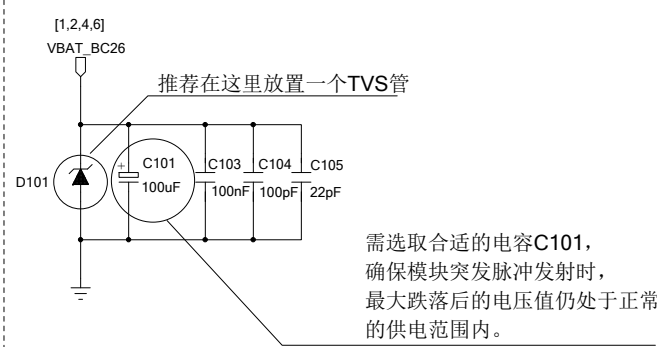 [1,2,4,6]
VBAT_BC26
推荐在这里放置一个TVS管
D101
+
C101
100uF
C103
100nF
C104
100pF
C105
22pF
需选取合适的电容C101，
确保模块突发脉冲发射时，
最大跌落后的电压值仍处于正常
的供电范围内。